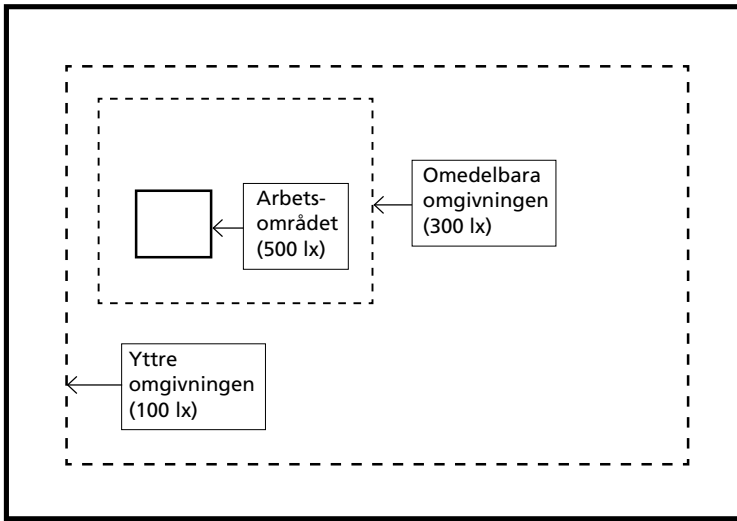 Arbets-
området
(500 lx)
Omedelbara
omgivningen
(300 lx)
Yttre
omgivningen
(100 lx)